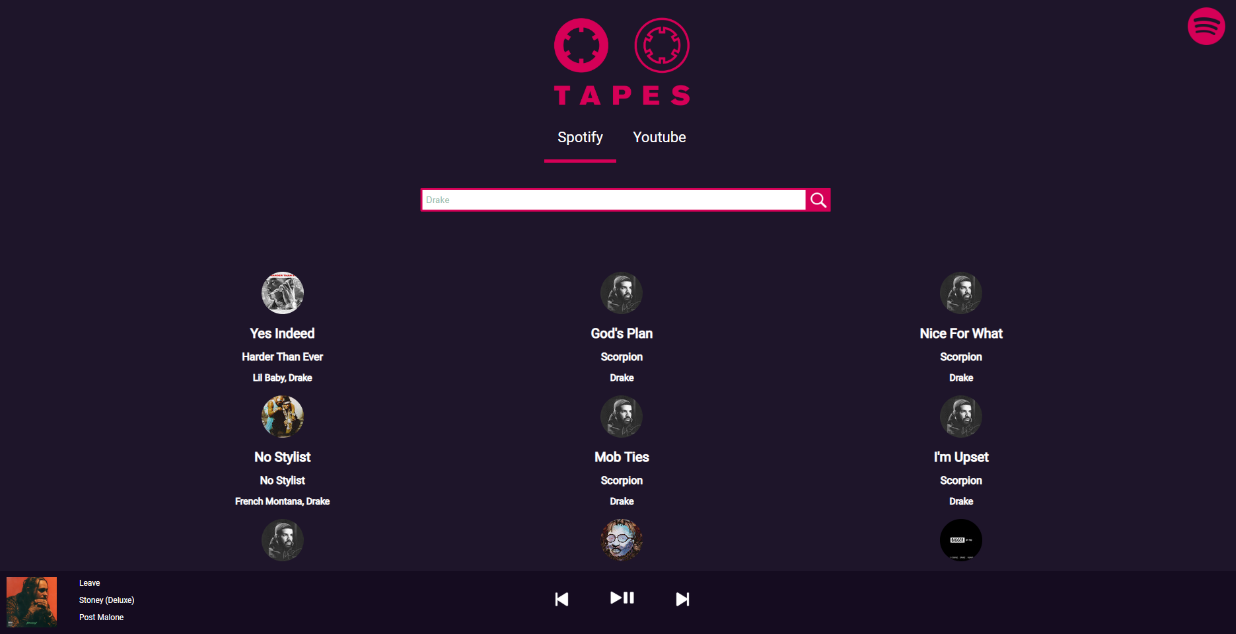 TAPES
Spotify Youtube
Drake
Yes Indeed God's Plan Nice For What
Harder Than Ever Scorpion Scorpion
Lil Baby, Drake Drake Drake
No Stylist Mob Ties I'm Upset
No Stylist Scorpion Scorpion
French Montana, Drake Drake Drake
Leave
Stoney (Deluxe)
Post Malone